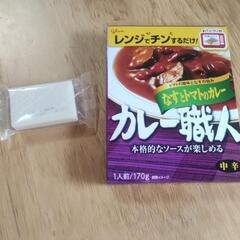 glico
レンジでチンするだけ!
なすとトマトのカレー
カレー職人
本格的なソースが楽しめる
1人前/170g
中辛